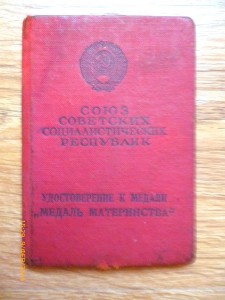 СОЮЗ
СОВЕТСКИХ
СОЦИАЛИСТИЧЕСКИХ
РЕСПУБЛИК
УДОСТОВЕРЕНИЕ К МЕДАЛИ
„МЕДАЛЬ МАТЕРИНСТВА“